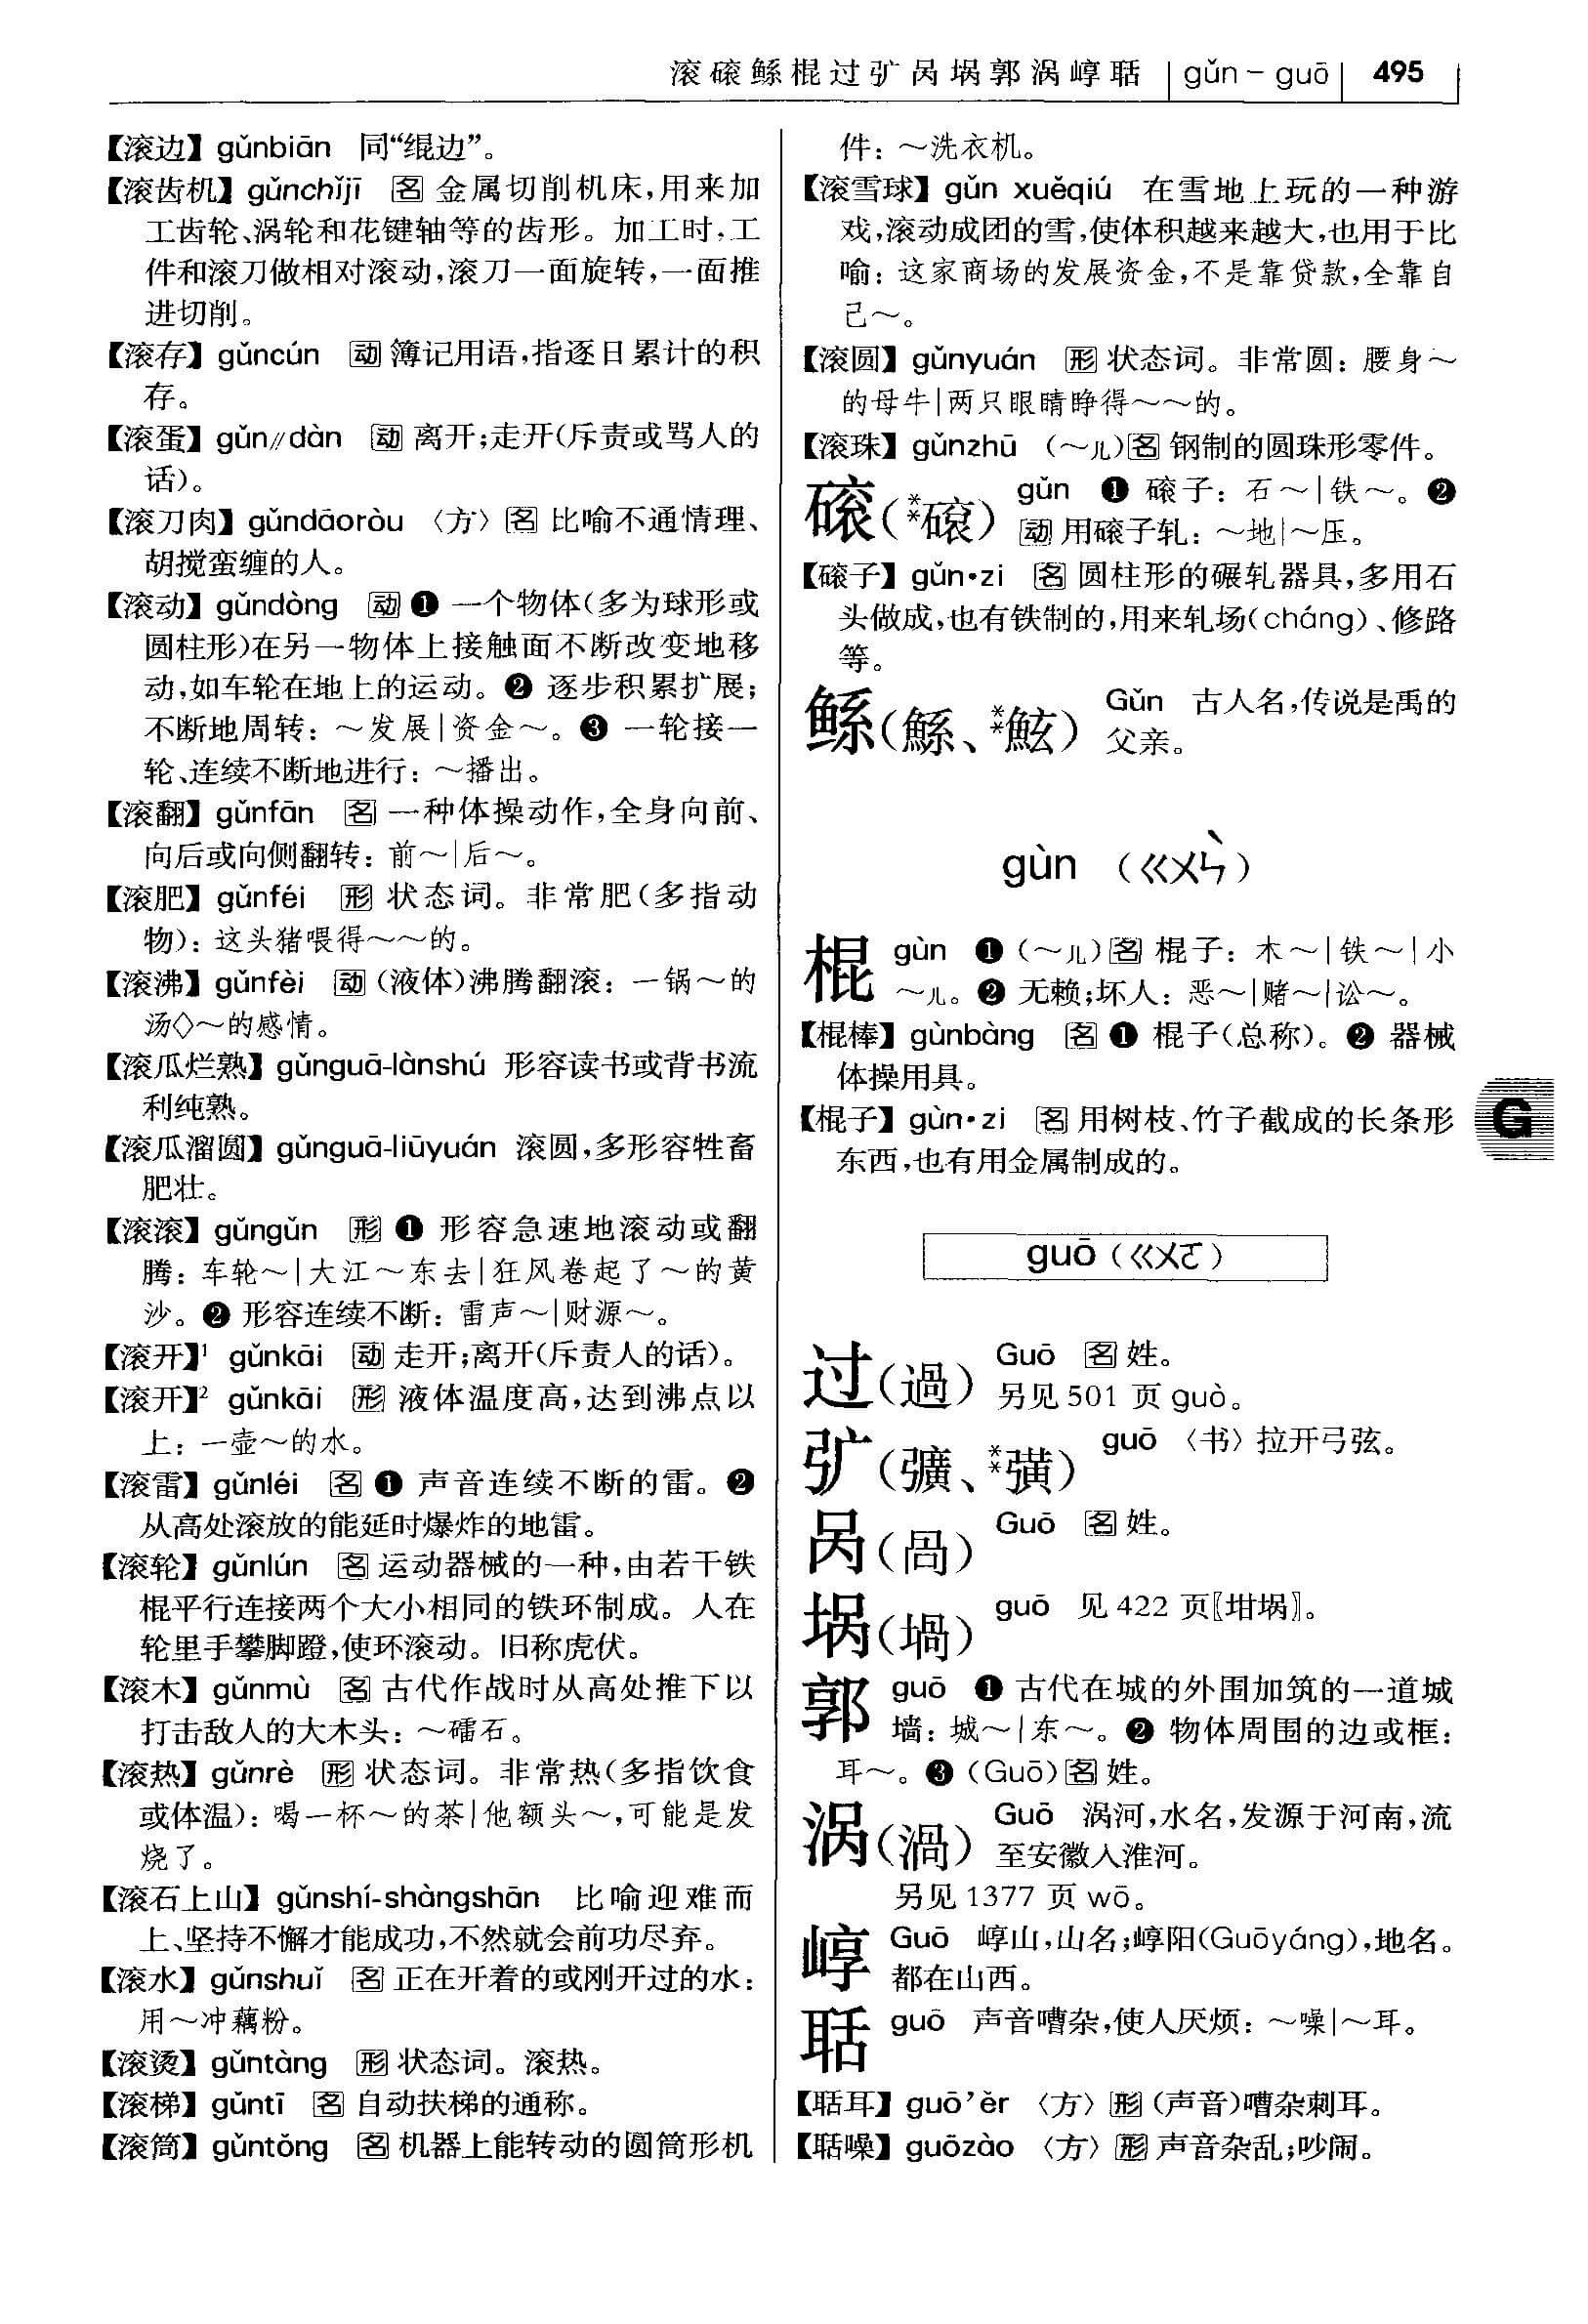 滚磙鲧棍过彍呙埚郭涡崞聒 gǔn－guō 495
【滚边】gǔnbiān 同“绲边”。
【滚齿机】gǔnchǐjī 名 金属切削机床,用来加
工齿轮、涡轮和花键轴等的齿形。加工时,工
件和滚刀做相对滚动,滚刀一面旋转,一面推
进切削。
【滚存】gǔncún 动 簿记用语,指逐日累计的积
存。
【滚蛋】gǔn//dàn 动 离开;走开(斥责或骂人的
话)。
【滚刀肉】gǔndāoròu 〈方〉名 比喻不通情理、
胡搅蛮缠的人。
【滚动】gǔndòng 动 ❶ 一个物体(多为球形或
圆柱形)在另一物体上接触面不断改变地移
动,如车轮在地上的运动。❷ 逐步积累扩展;
不断地周转：～发展|资金～。❸ 一轮接一
轮、连续不断地进行：～播出。
【滚翻】gǔnfān 名 一种体操动作,全身向前、
向后或向侧翻转：前～|后～。
【滚肥】gǔnféi 形 状态词。非常肥(多指动
物)：这头猪喂得～～的。
【滚沸】gǔnfèi 动 (液体)沸腾翻滚：一锅～的
汤◇～的感情。
【滚瓜烂熟】gǔnguā-lànshú 形容读书或背书流
利纯熟。
【滚瓜溜圆】gǔnguā-liūyuán 滚圆,多形容牲畜
肥壮。
【滚滚】gǔngǔn 形 ❶ 形容急速地滚动或翻
腾：车轮～|大江～东去|狂风卷起了～的黄
沙。❷ 形容连续不断：雷声～|财源～。
【滚开】¹ gǔnkāi 动 走开;离开(斥责人的话)。
【滚开】² gǔnkāi 形 液体温度高,达到沸点以
上：一壶～的水。
【滚雷】gǔnléi 名 ❶ 声音连续不断的雷。❷
从高处滚放的能延时爆炸的地雷。
【滚轮】gǔnlún 名 运动器械的一种,由若干铁
棍平行连接两个大小相同的铁环制成。人在
轮里手攀脚蹬,使环滚动。旧称虎伏。
【滚木】gǔnmù 名 古代作战时从高处推下以
打击敌人的大木头：～礌石。
【滚热】gǔnrè 形 状态词。非常热(多指饮食
或体温)：喝一杯～的茶|他额头～,可能是发
烧了。
【滚石上山】gǔnshí-shàngshān 比喻迎难而
上、坚持不懈才能成功,不然就会前功尽弃。
【滚水】gǔnshuǐ 名 正在开着的或刚开过的水：
用～冲藕粉。
【滚烫】gǔntàng 形 状态词。滚热。
【滚梯】gǔntī 名 自动扶梯的通称。
【滚筒】gǔntǒng 名 机器上能转动的圆筒形机
件：～洗衣机。
【滚雪球】gǔn xuěqiú 在雪地上玩的一种游
戏,滚动成团的雪,使体积越来越大,也用于比
喻：这家商场的发展资金,不是靠贷款,全靠自
己～。
【滚圆】gǔnyuán 形 状态词。非常圆：腰身～
的母牛|两只眼睛睁得～～的。
【滚珠】gǔnzhū (～儿)名 钢制的圆珠形零件。
磙(**磙) gǔn ❶ 磙子：石～|铁～。❷
动 用磙子轧：～地|～压。
【磙子】gǔn·zi 名 圆柱形的碾轧器具,多用石
头做成,也有铁制的,用来轧场(cháng)、修路
等。
鲧(鯀、**鮌) Gǔn 古人名,传说是禹的
父亲。
gùn (ㄍㄨㄣˋ)
棍 gùn ❶ (～儿)名 棍子：木～|铁～|小
～儿。❷ 无赖;坏人：恶～|赌～|讼～。
【棍棒】gùnbàng 名 ❶ 棍子(总称)。❷ 器械
体操用具。
【棍子】gùn·zi 名 用树枝、竹子截成的长条形
东西,也有用金属制成的。
G
guō (ㄍㄨㄛ)
过(過) Guō 名 姓。
另见 501 页 guò。
彍(彉、**彍) guō 〈书〉拉开弓弦。
呙(咼) Guō 名 姓。
埚(堝) guō 见 422 页〖坩埚〗。
郭 guō ❶ 古代在城的外围加筑的一道城
墙：城～|东～。❷ 物体周围的边或框：
耳～。❸ (Guō)名 姓。
涡(渦) Guō 涡河,水名,发源于河南,流
至安徽入淮河。
另见 1377 页 wō。
崞 Guō 崞山,山名;崞阳(Guōyáng),地名。
都在山西。
聒 guō 声音嘈杂,使人厌烦：～噪|～耳。
【聒耳】guō’ěr 〈方〉形 (声音)嘈杂刺耳。
【聒噪】guōzào 〈方〉形 声音杂乱;吵闹。